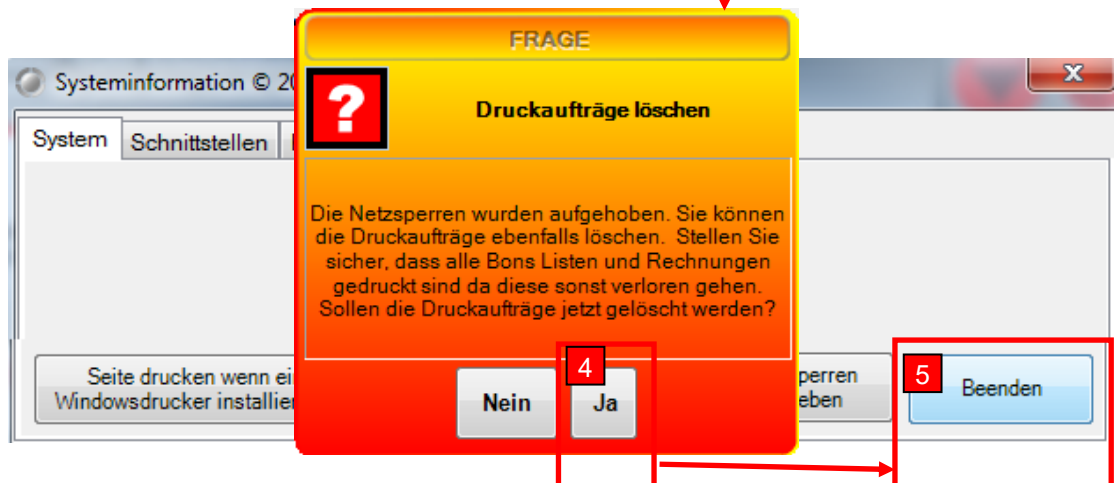 FRAGE
Systeminformation © 20
?
Druckaufträge löschen
X
System Schnittstellen
Die Netzsperren wurden aufgehoben. Sie können
die Druckaufträge ebenfalls löschen. Stellen Sie
sicher, dass alle Bons Listen und Rechnungen
gedruckt sind da diese sonst verloren gehen.
Sollen die Druckaufträge jetzt gelöscht werden?
Seite drucken wenn ei
Windowsdrucker installier
Nein
4
Ja
perren
eben
5
Beenden